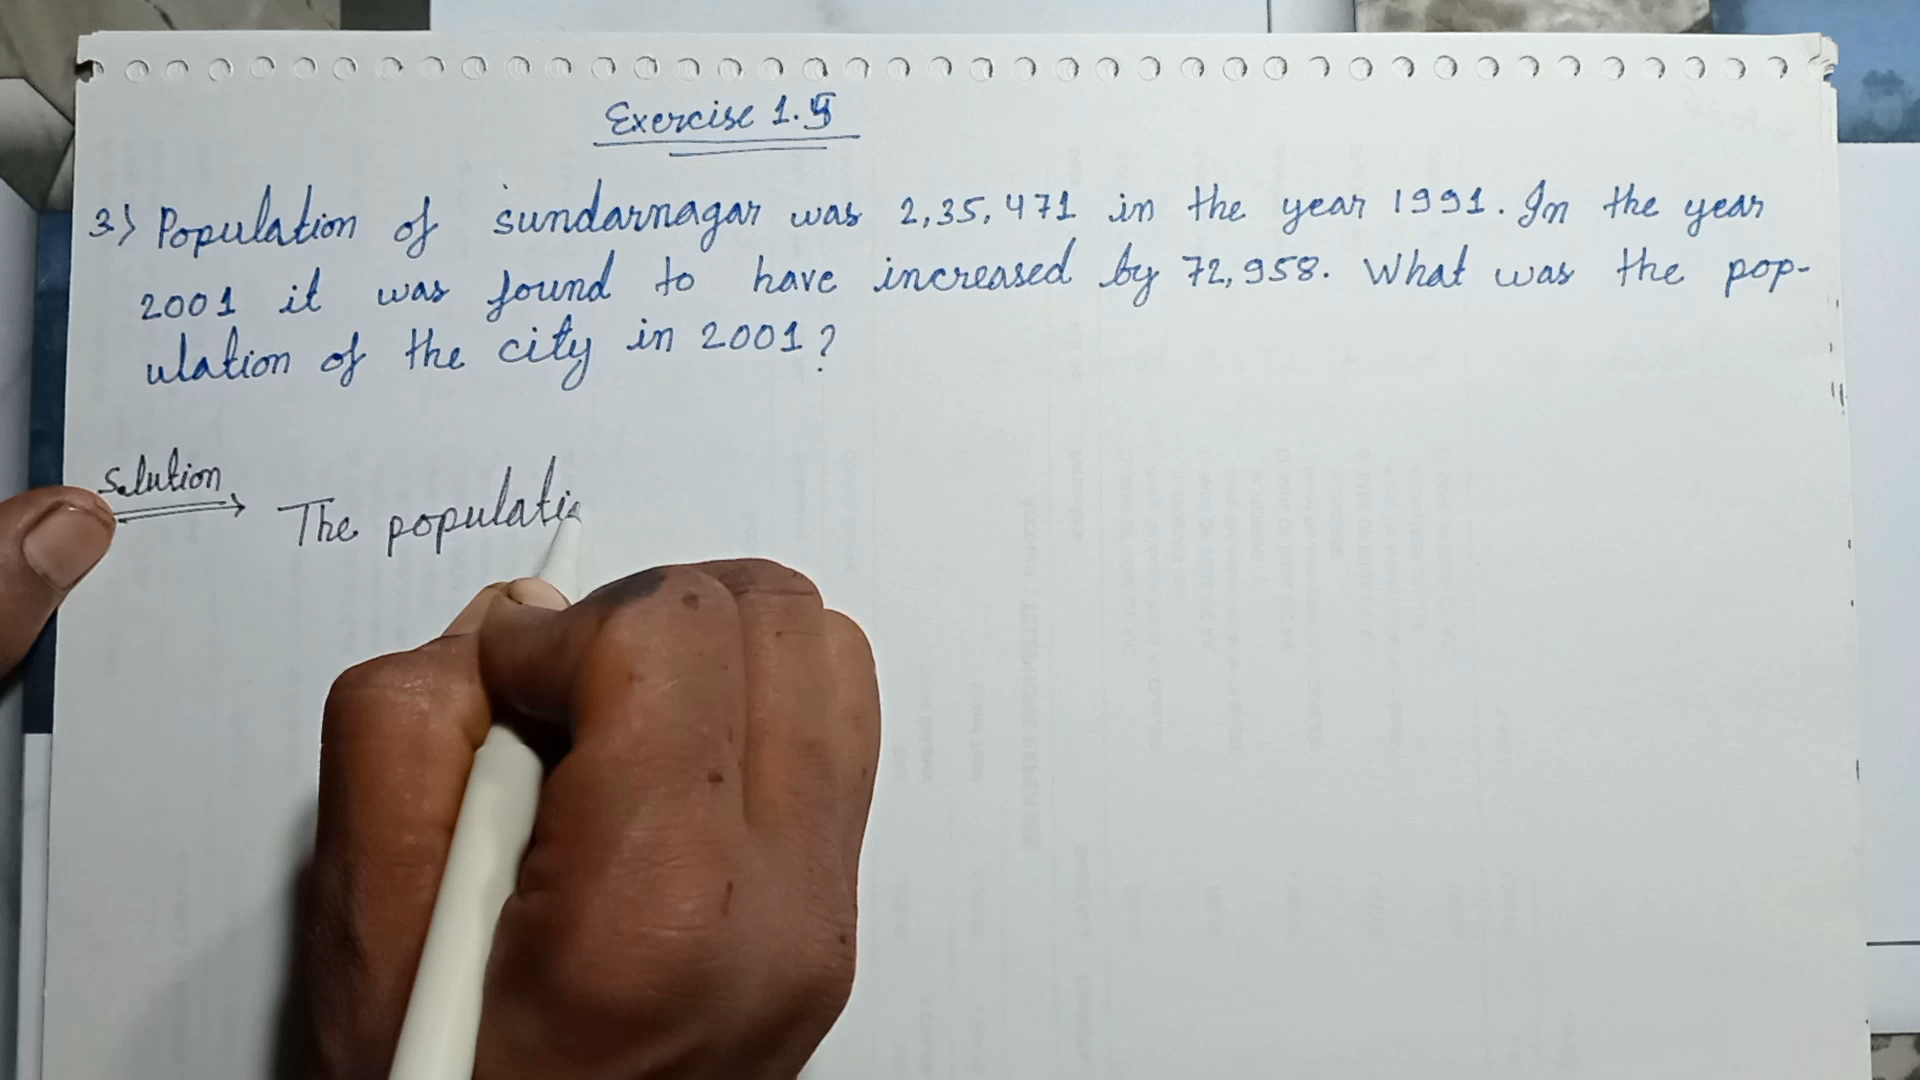 Exercise 1.5
3) Population of sundarnagar was 2,35,471 in the year 1991. In the year
2001 it was found to have increased by 72,958. What was the pop-
ulation of the city in 2001?
Solution
The populatio